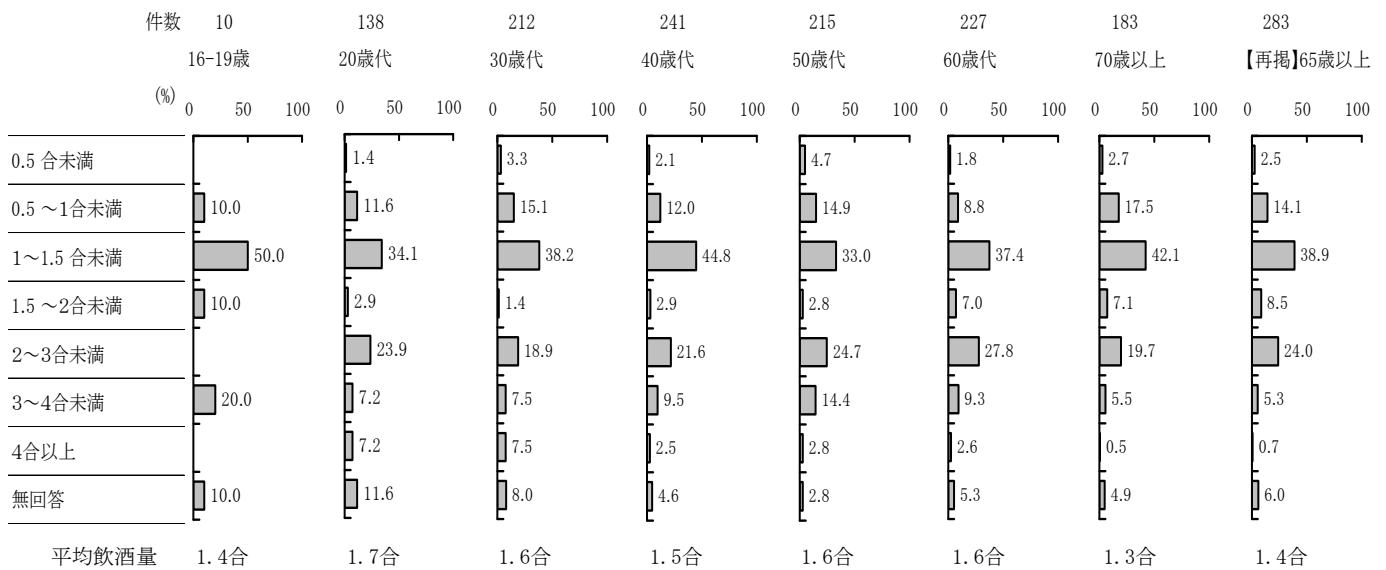 件数 10 138 212 241 215 227 183 283
16-19歳 20歳代 30歳代 40歳代 50歳代 60歳代 70歳以上 【再掲】65歳以上
(%) 0 50 100 0 50 100 0 50 100 0 50 100 0 50 100 0 50 100 0 50 100 0 50 100
0.5 合未満 1.4 3.3 2.1 4.7 1.8 2.7 2.5
0.5 ～1合未満 10.0 11.6 15.1 12.0 14.9 8.8 17.5 14.1
1～1.5 合未満 50.0 34.1 38.2 44.8 33.0 37.4 42.1 38.9
1.5 ～2合未満 10.0 2.9 1.4 2.9 2.8 7.0 7.1 8.5
2～3合未満 23.9 18.9 21.6 24.7 27.8 19.7 24.0
3～4合未満 20.0 7.2 7.5 9.5 14.4 9.3 5.5 5.3
4合以上 7.2 7.5 2.5 2.8 2.6 0.5 0.7
無回答 10.0 11.6 8.0 4.6 2.8 5.3 4.9 6.0
平均飲酒量 1.4合 1.7合 1.6合 1.5合 1.6合 1.6合 1.3合 1.4合